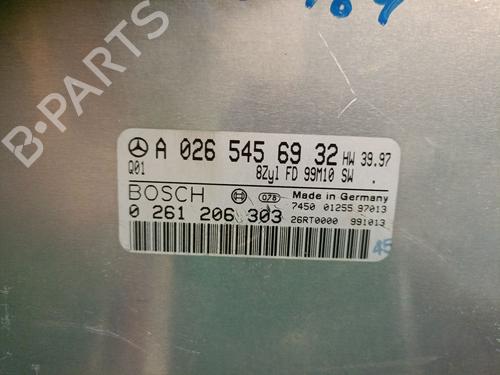 A 026 545 69 32 HW 39.97
Q01 8Zyl FD 99M10 SW
BOSCH 078 Made in Germany
7450 01255 97013
0 261 206 303 26RT0000 991013
45
B-PARTS